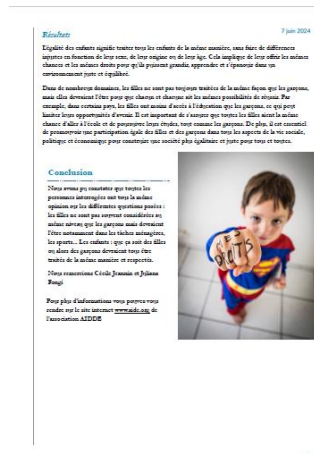 7 juin 2024
Résultats
L'égalité des enfants signifie traiter tous les enfants de la même manière, sans faire de différences
injustes en fonction de leur sexe, de leur origine ou de leur âge. Cela implique de leur offrir les mêmes
chances et les mêmes droits pour qu'ils puissent grandir, apprendre et s'épanouir dans un
environnement juste et équilibré.
Dans de nombreux domaines, les filles ne sont pas toujours traitées de la même façon que les garçons,
mais elles devraient l'être pour que chacun et chacune ait les mêmes possibilités de réussir. Par
exemple, dans certains pays, les filles ont moins d'accès à l'éducation que les garçons, ce qui peut
limiter leurs opportunités d'avenir. Il est important de s'assurer que toutes les filles aient la même
chance d'aller à l'école et de poursuivre leurs études, tout comme les garçons. De plus, il est essentiel
de promouvoir une participation égale des filles et des garçons dans tous les aspects de la vie sociale,
politique et économique pour construire une société plus égalitaire et juste pour tous et toutes.
Conclusion
Nous avons pu constater que toutes les
personnes interrogées ont tous la même
opinion sur les différentes questions posées :
les filles ne sont pas souvent considérées au
même niveau que les garçons mais devraient
l'être notamment dans les tâches ménagères,
les sports... Les enfants : que ça soit des filles
ou alors des garçons devraient tous être
traités de la même manière et respectés.
Nous remercions Cécile Jeannin et Juliano
Pongi
Pour plus d'informations vous pouvez vous
rendre sur le site internet www.aide.org de
l'association AIDDE